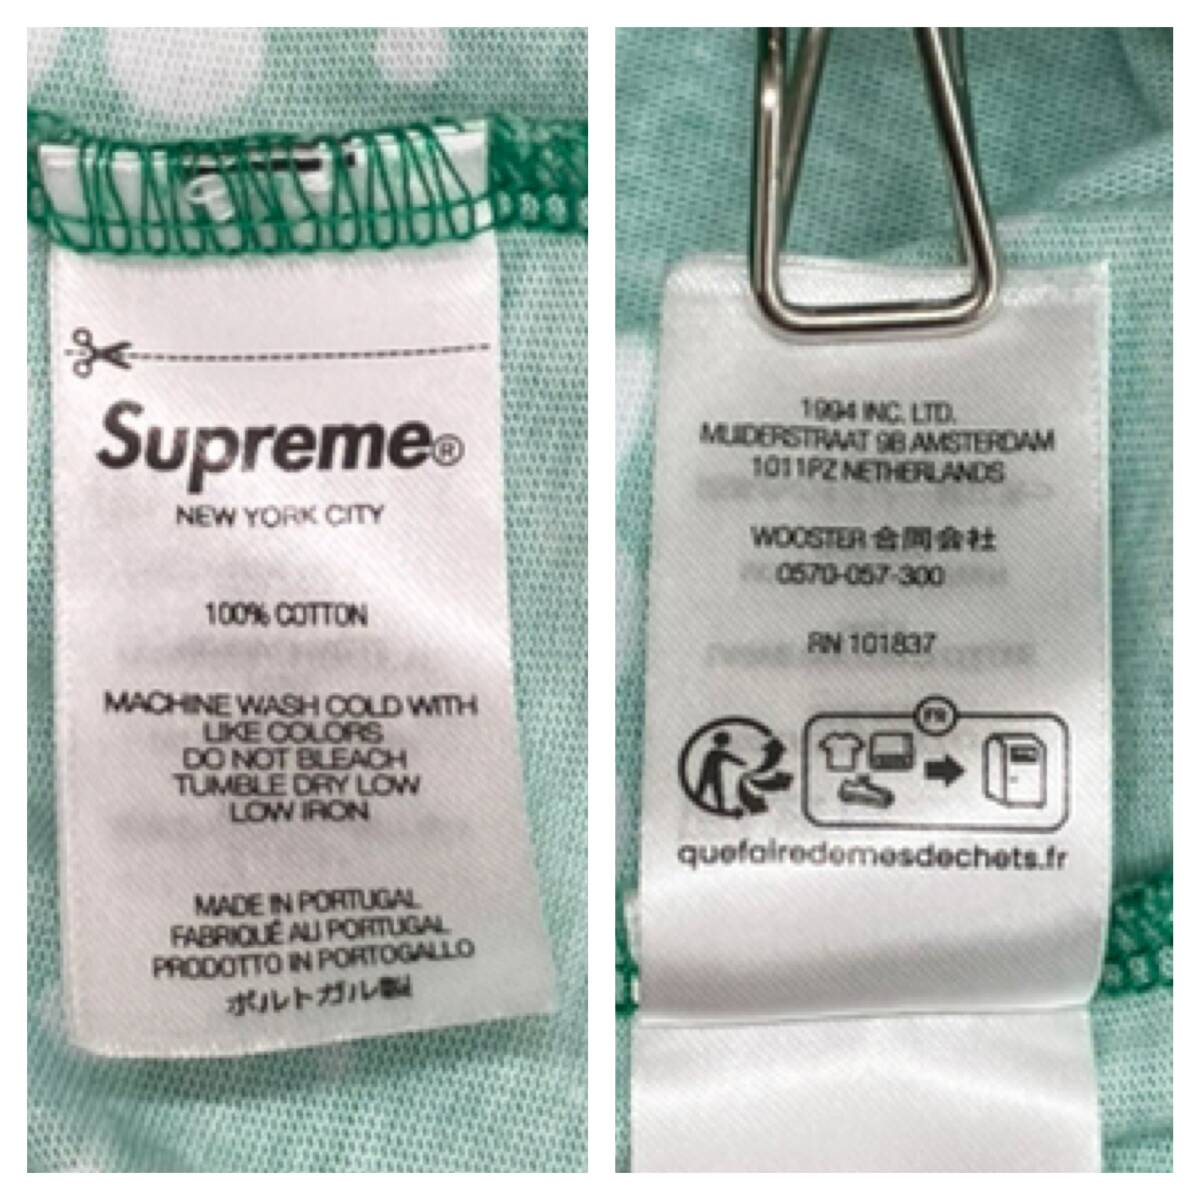 Supreme®
NEW YORK CITY
100% COTTON
MACHINE WASH COLD WITH
LIKE COLORS
DO NOT BLEACH
TUMBLE DRY LOW
LOW IRON
MADE IN PORTUGAL
FABRIQUÉ AU PORTUGAL
PRODOTTO IN PORTOGALLO
ポルトガル製
1994 INC. LTD.
MUIDERSTRAAT 9B AMSTERDAM
1011PZ NETHERLANDS
WOOSTER 合同会社
0570-057-300
RN 101837
FR
quefairedemesdechets.fr